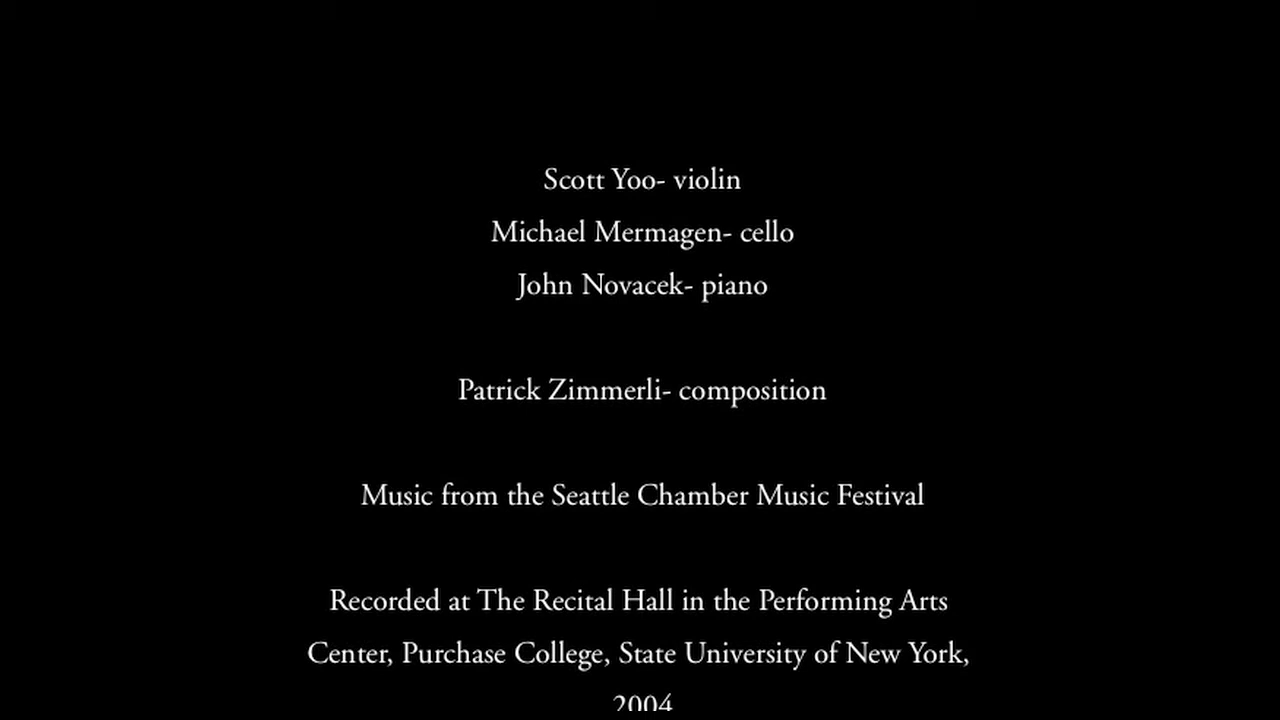 Scott Yoo- violin
Michael Mermagen- cello
John Novacek- piano
Patrick Zimmerli- composition
Music from the Seattle Chamber Music Festival
Recorded at The Recital Hall in the Performing Arts
Center, Purchase College, State University of New York,
2004